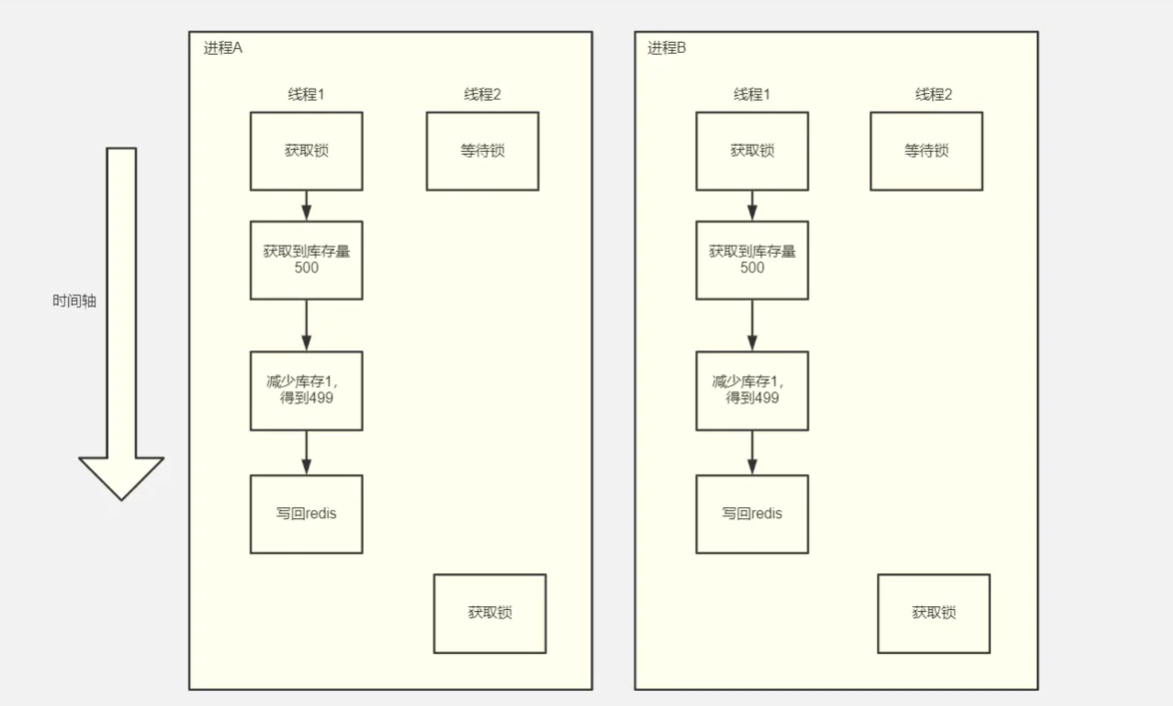 进程A
线程1
线程2
获取锁
等待锁
获取到库存量
500
减少库存1,
得到499
写回redis
获取锁
进程B
线程1
线程2
获取锁
等待锁
获取到库存量
500
减少库存1,
得到499
写回redis
获取锁
时间轴